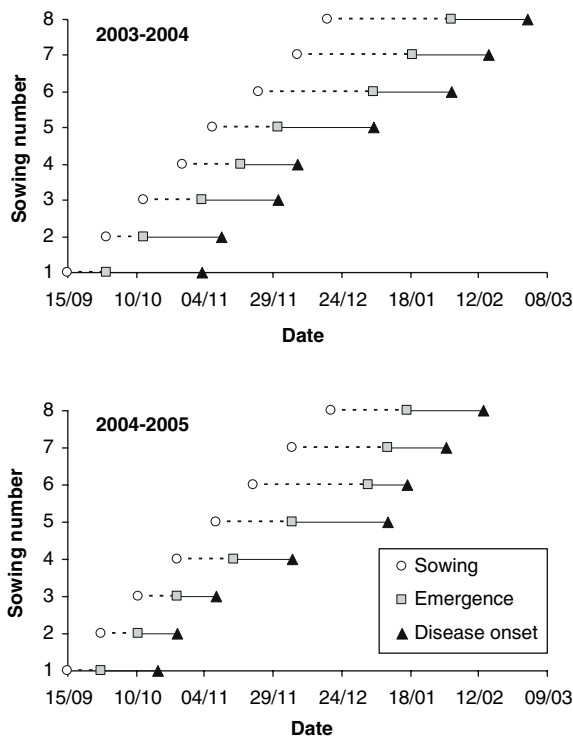 2003-2004
Sowing number
8
7
6
5
4
3
2
1
15/09 10/10 04/11 29/11 24/12 18/01 12/02 08/03
Date
2004-2005
Sowing number
8
7
6
5
4
3
2
1
Sowing
Emergence
Disease onset
15/09 10/10 04/11 29/11 24/12 18/01 12/02 09/03
Date